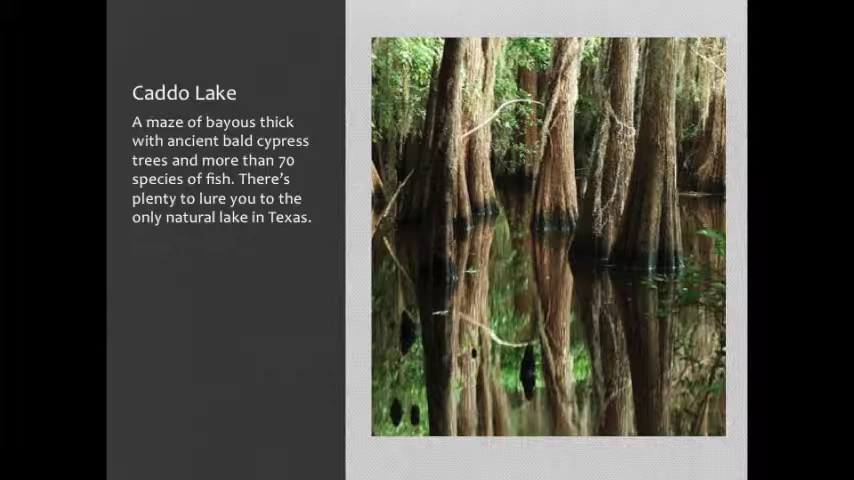 Caddo Lake
A maze of bayous thick
with ancient bald cypress
trees and more than 70
species of fish. There's
plenty to lure you to the
only natural lake in Texas.